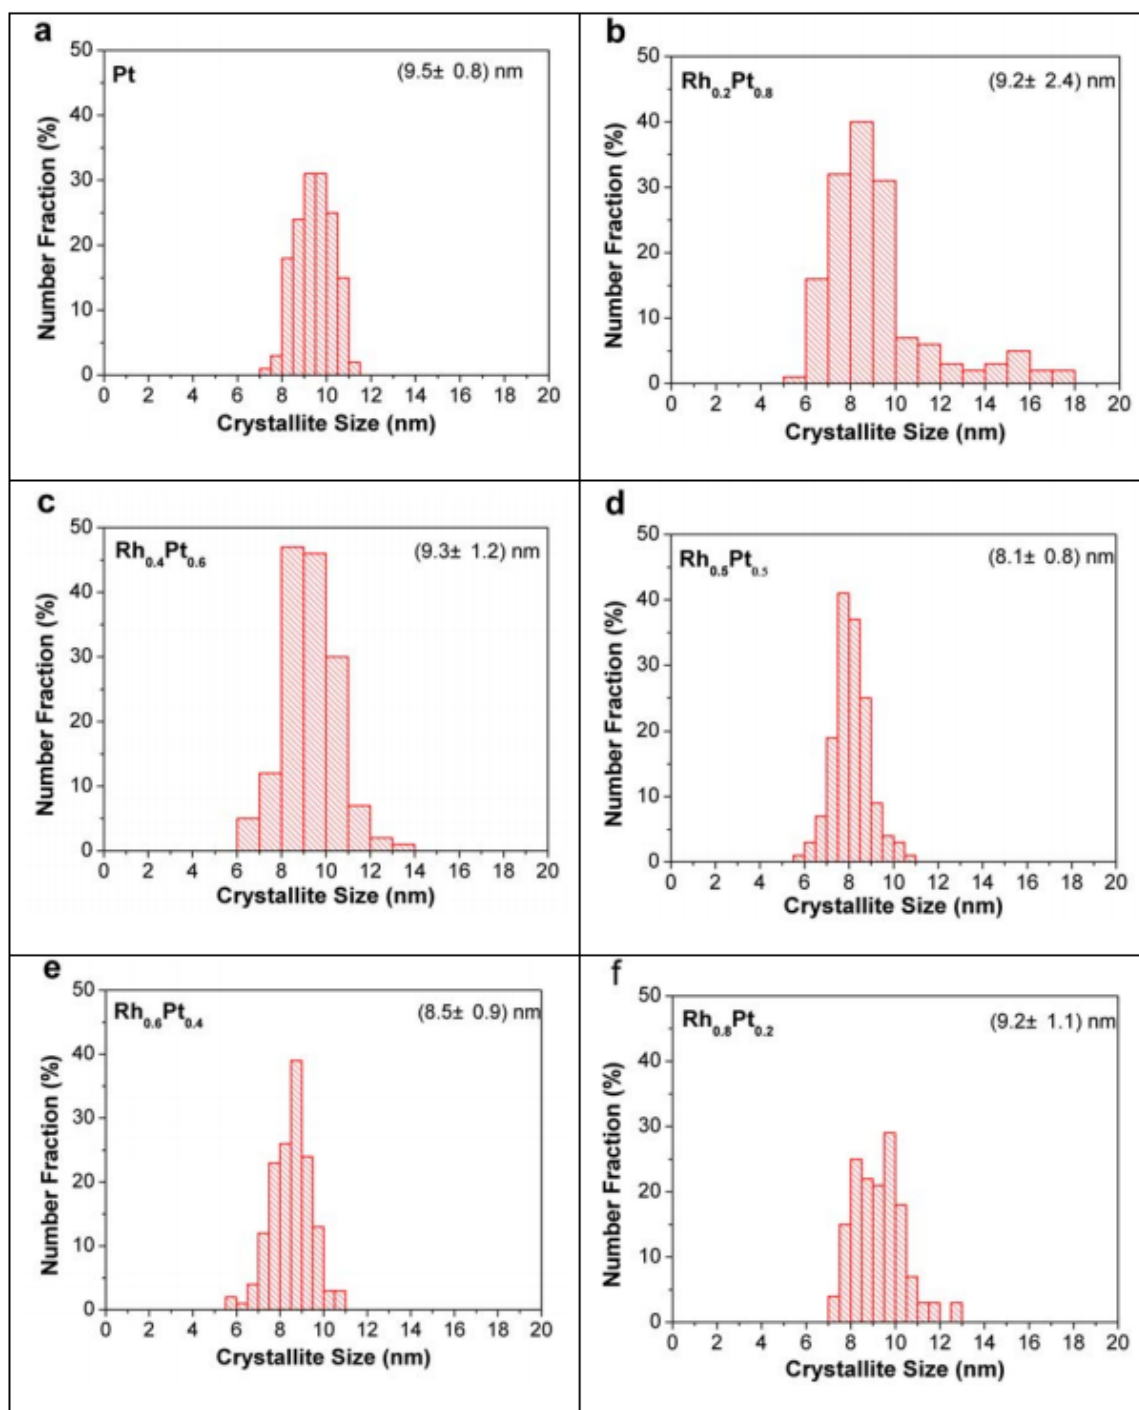 a
Pt
(9.5± 0.8) nm
50
40
30
20
10
0
Number Fraction (%)
0 2 4 6 8 10 12 14 16 18 20
Crystallite Size (nm)
b
Rh0.2Pt0.8
(9.2± 2.4) nm
50
40
30
20
10
0
Number Fraction (%)
0 2 4 6 8 10 12 14 16 18 20
Crystallite Size (nm)
c
Rh0.4Pt0.6
(9.3± 1.2) nm
50
40
30
20
10
0
Number Fraction (%)
0 2 4 6 8 10 12 14 16 18 20
Crystallite Size (nm)
d
Rh0.5Pt0.5
(8.1± 0.8) nm
50
40
30
20
10
0
Number Fraction (%)
0 2 4 6 8 10 12 14 16 18 20
Crystallite Size (nm)
e
Rh0.6Pt0.4
(8.5± 0.9) nm
50
40
30
20
10
0
Number Fraction (%)
0 2 4 6 8 10 12 14 16 18 20
Crystallite Size (nm)
f
Rh0.8Pt0.2
(9.2± 1.1) nm
50
40
30
20
10
0
Number Fraction (%)
0 2 4 6 8 10 12 14 16 18 20
Crystallite Size (nm)